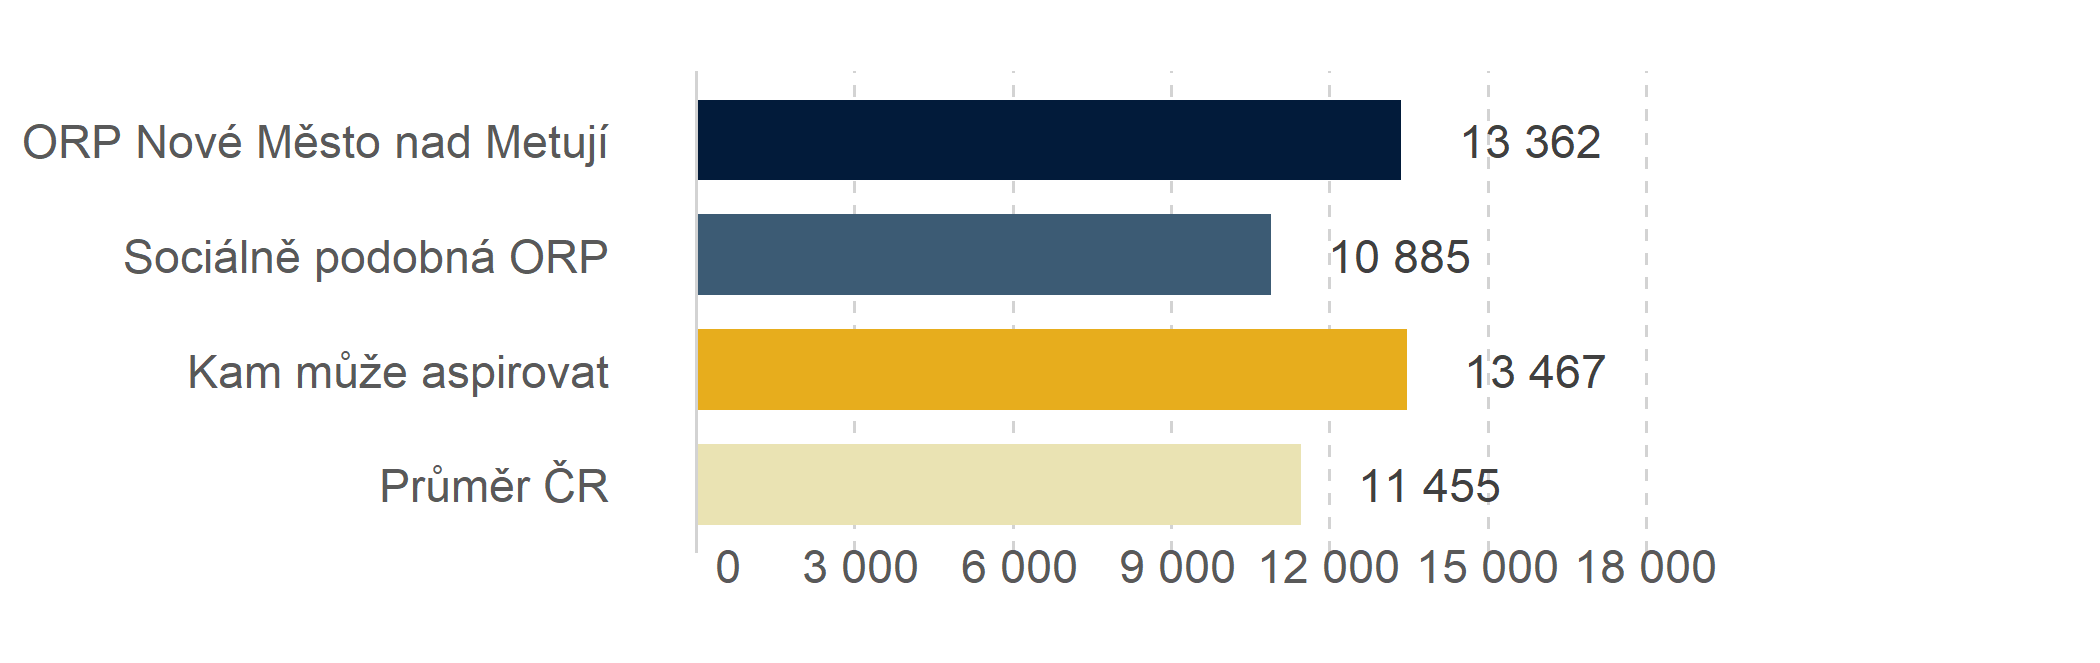 ORP Nové Město nad Metují 13 362
Sociálně podobná ORP 10 885
Kam může aspirovat 13 467
Průměr ČR 11 455
0 3 000 6 000 9 000 12 000 15 000 18 000